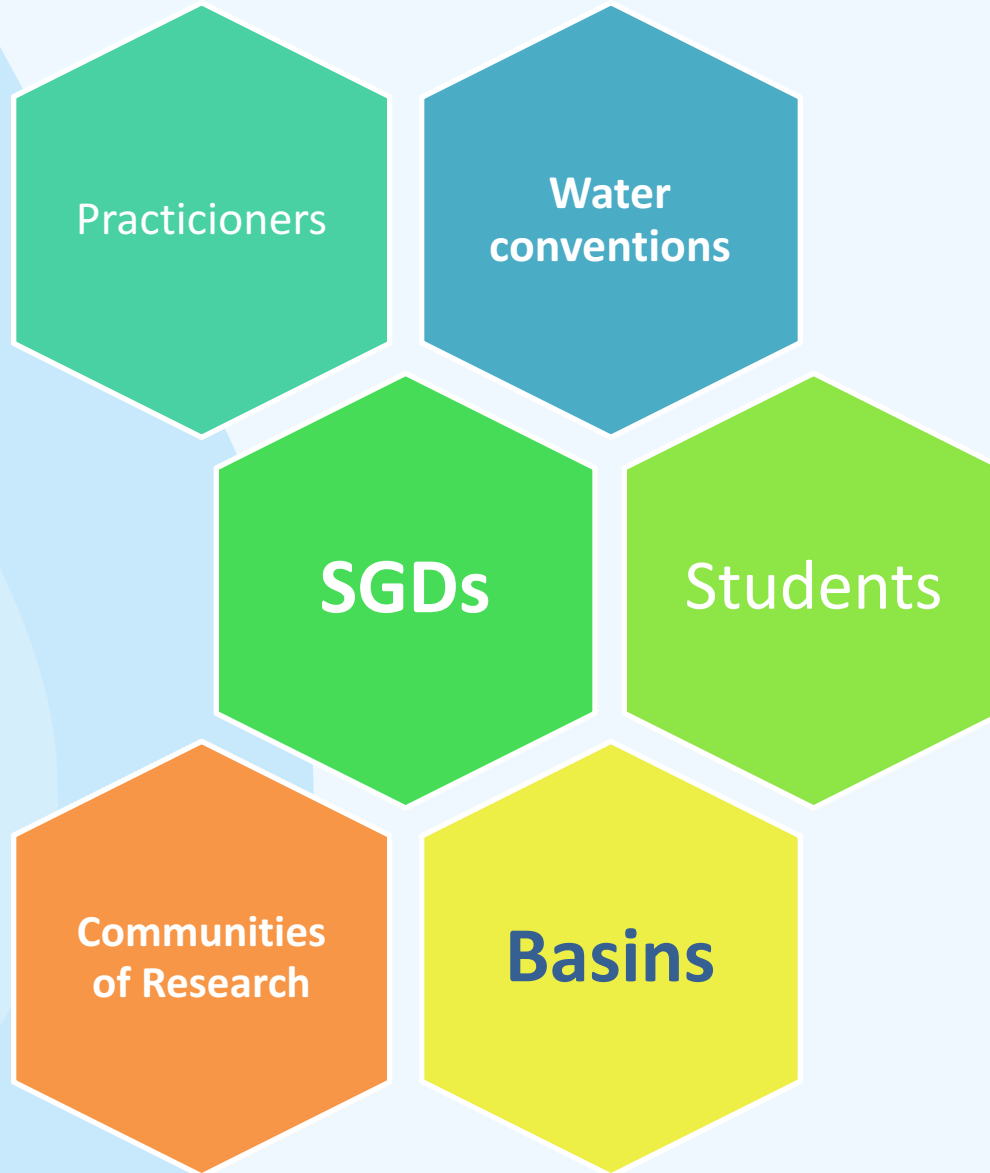 Practicioners
Water
conventions
SGDs
Students
Communities
of Research
Basins